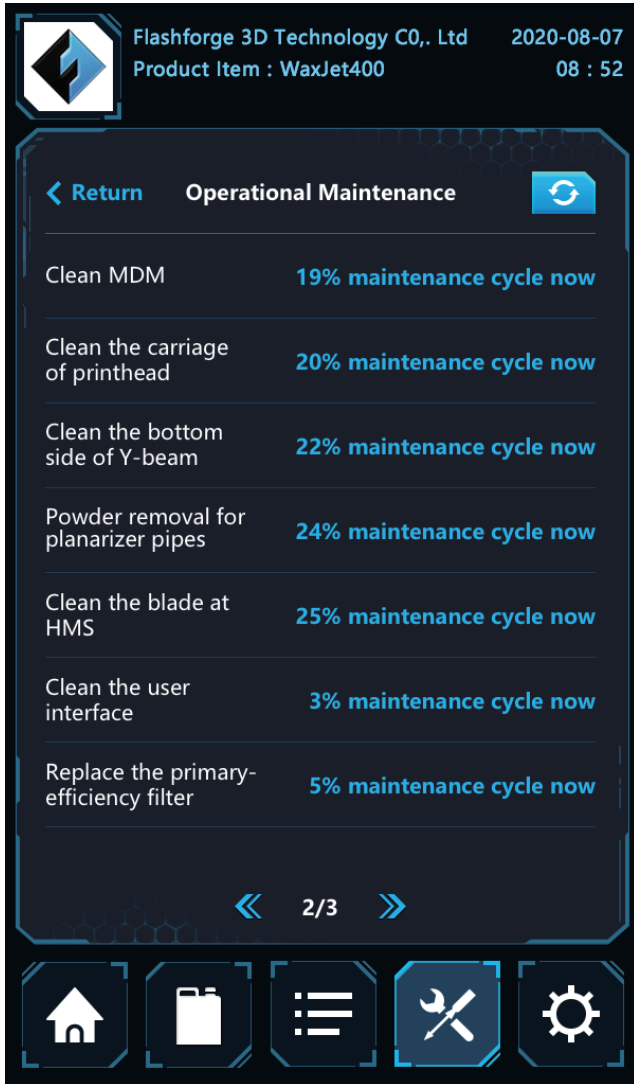 Flashforge 3D Technology C0,. Ltd 2020-08-07
Product Item : WaxJet400 08 : 52
Return Operational Maintenance
Clean MDM 19% maintenance cycle now
Clean the carriage
of printhead 20% maintenance cycle now
Clean the bottom
side of Y-beam 22% maintenance cycle now
Powder removal for
planarizer pipes 24% maintenance cycle now
Clean the blade at
HMS 25% maintenance cycle now
Clean the user
interface 3% maintenance cycle now
Replace the primary-
efficiency filter 5% maintenance cycle now
2/3